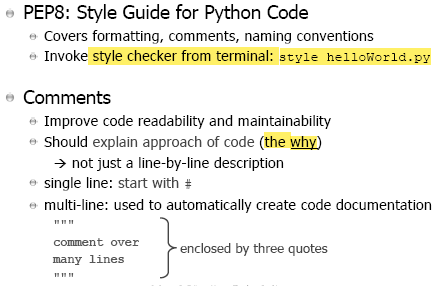 PEP8: Style Guide for Python Code
Covers formatting, comments, naming conventions
Invoke style checker from terminal: style helloWorld.py
Comments
Improve code readability and maintainability
Should explain approach of code (the why)
→ not just a line-by-line description
single line: start with #
multi-line: used to automatically create code documentation
"""
comment over
many lines
"""
enclosed by three quotes